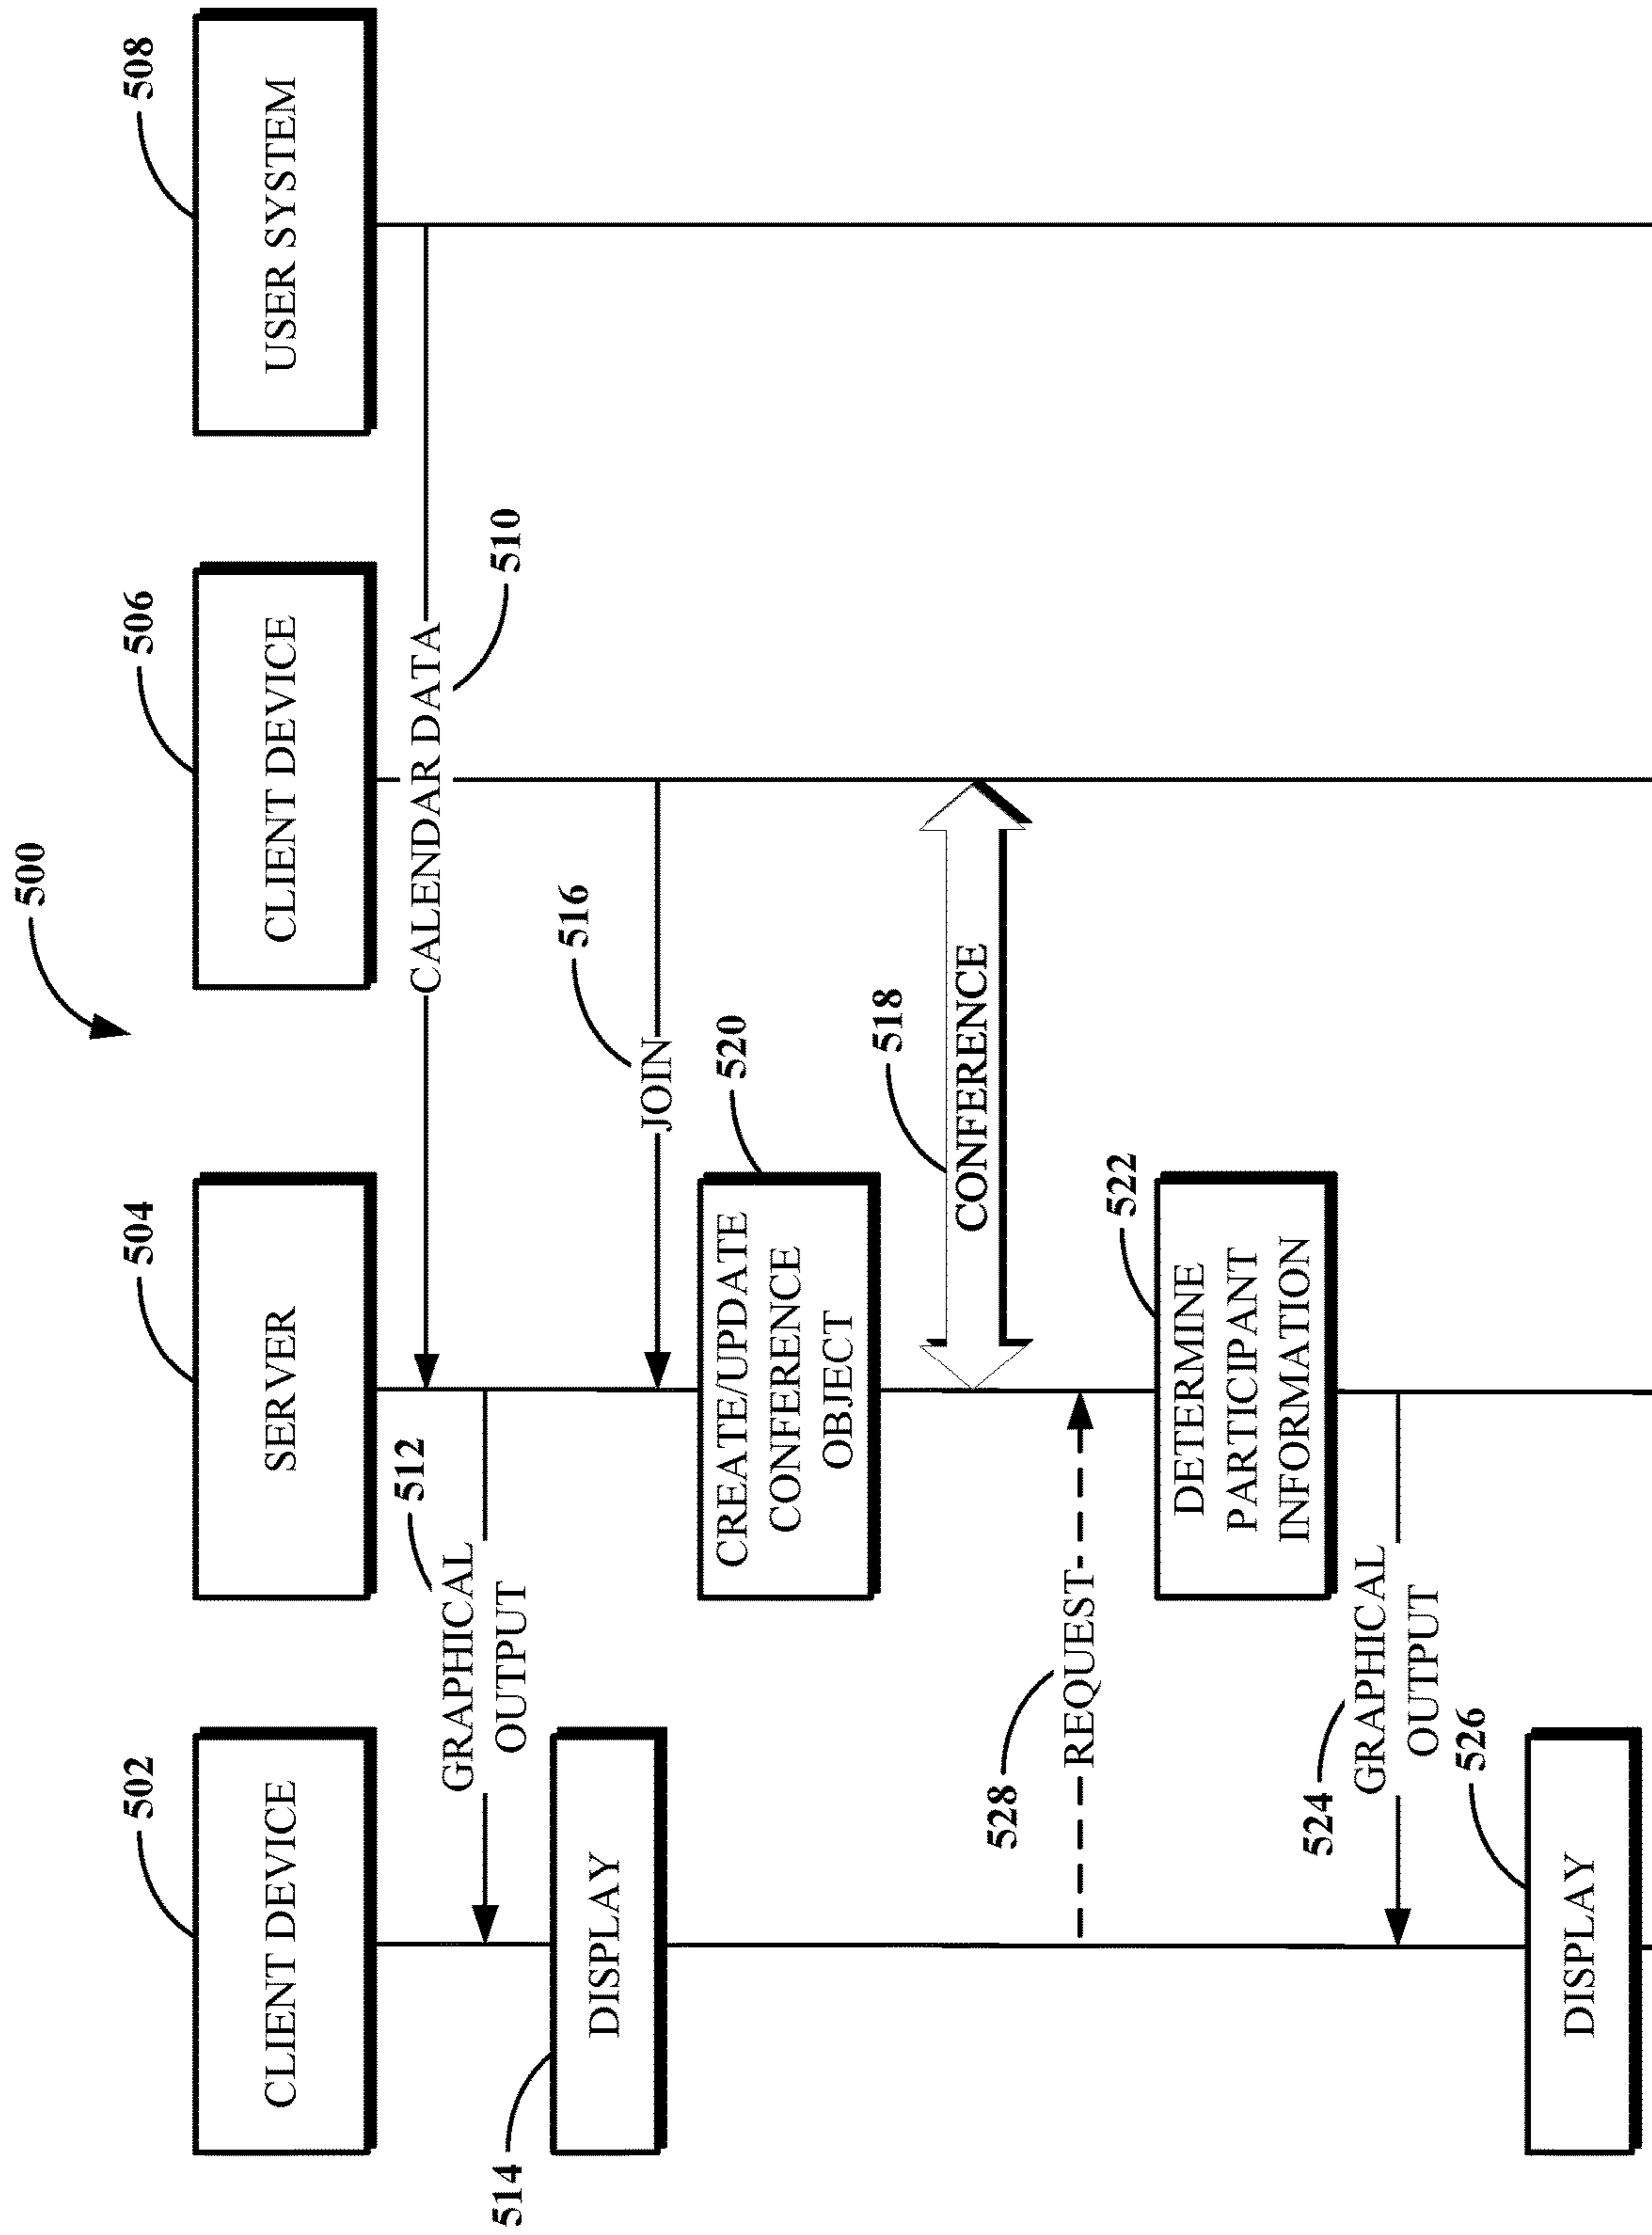 500
502
504
506
508
CLIENT DEVICE
SERVER
CLIENT DEVICE
USER SYSTEM
CALENDAR DATA
510
512
GRAPHICAL
OUTPUT
514
DISPLAY
516
JOIN
520
CREATE/UPDATE
CONFERENCE
OBJECT
518
CONFERENCE
528
REQUEST
522
DETERMINE
PARTICIPANT
INFORMATION
524
GRAPHICAL
OUTPUT
526
DISPLAY